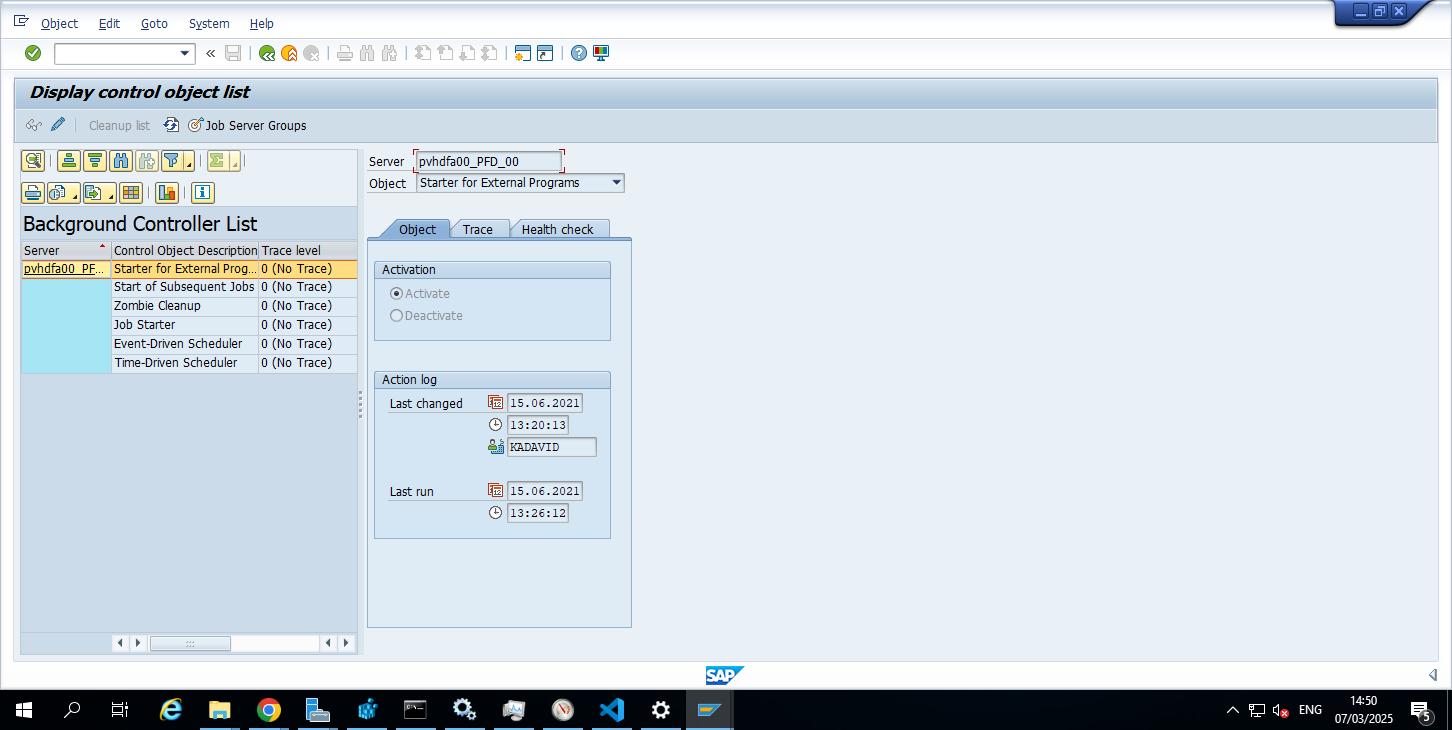 Object Edit Goto System Help
Display control object list
Cleanup list Job Server Groups
Server pvhdfa00_PFD_00
Object Starter for External Programs
Background Controller List
Server Control Object Description Trace level
pvhdfa00_PF... Starter for External Prog... 0 (No Trace)
Start of Subsequent Jobs 0 (No Trace)
Zombie Cleanup 0 (No Trace)
Job Starter 0 (No Trace)
Event-Driven Scheduler 0 (No Trace)
Time-Driven Scheduler 0 (No Trace)
Object Trace Health check
Activation
Activate
Deactivate
Action log
Last changed 15.06.2021
13:20:13
KADAVID
Last run 15.06.2021
13:26:12
SAP
ENG
14:50
07/03/2025
5